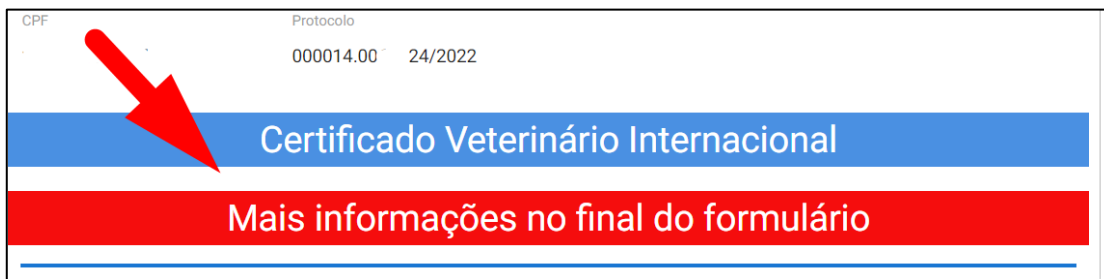 CPF Protocolo
000014.00 24/2022
Certificado Veterinário Internacional
Mais informações no final do formulário